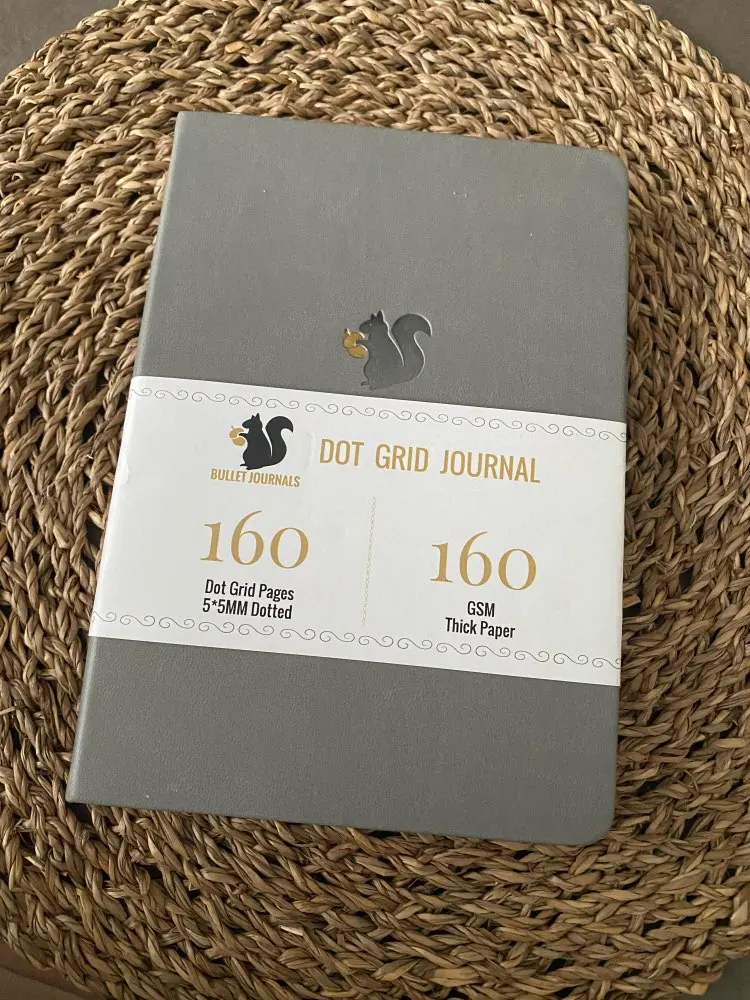 BULLET JOURNALS
DOT GRID JOURNAL
160
Dot Grid Pages
5*5MM Dotted
160
GSM
Thick Paper